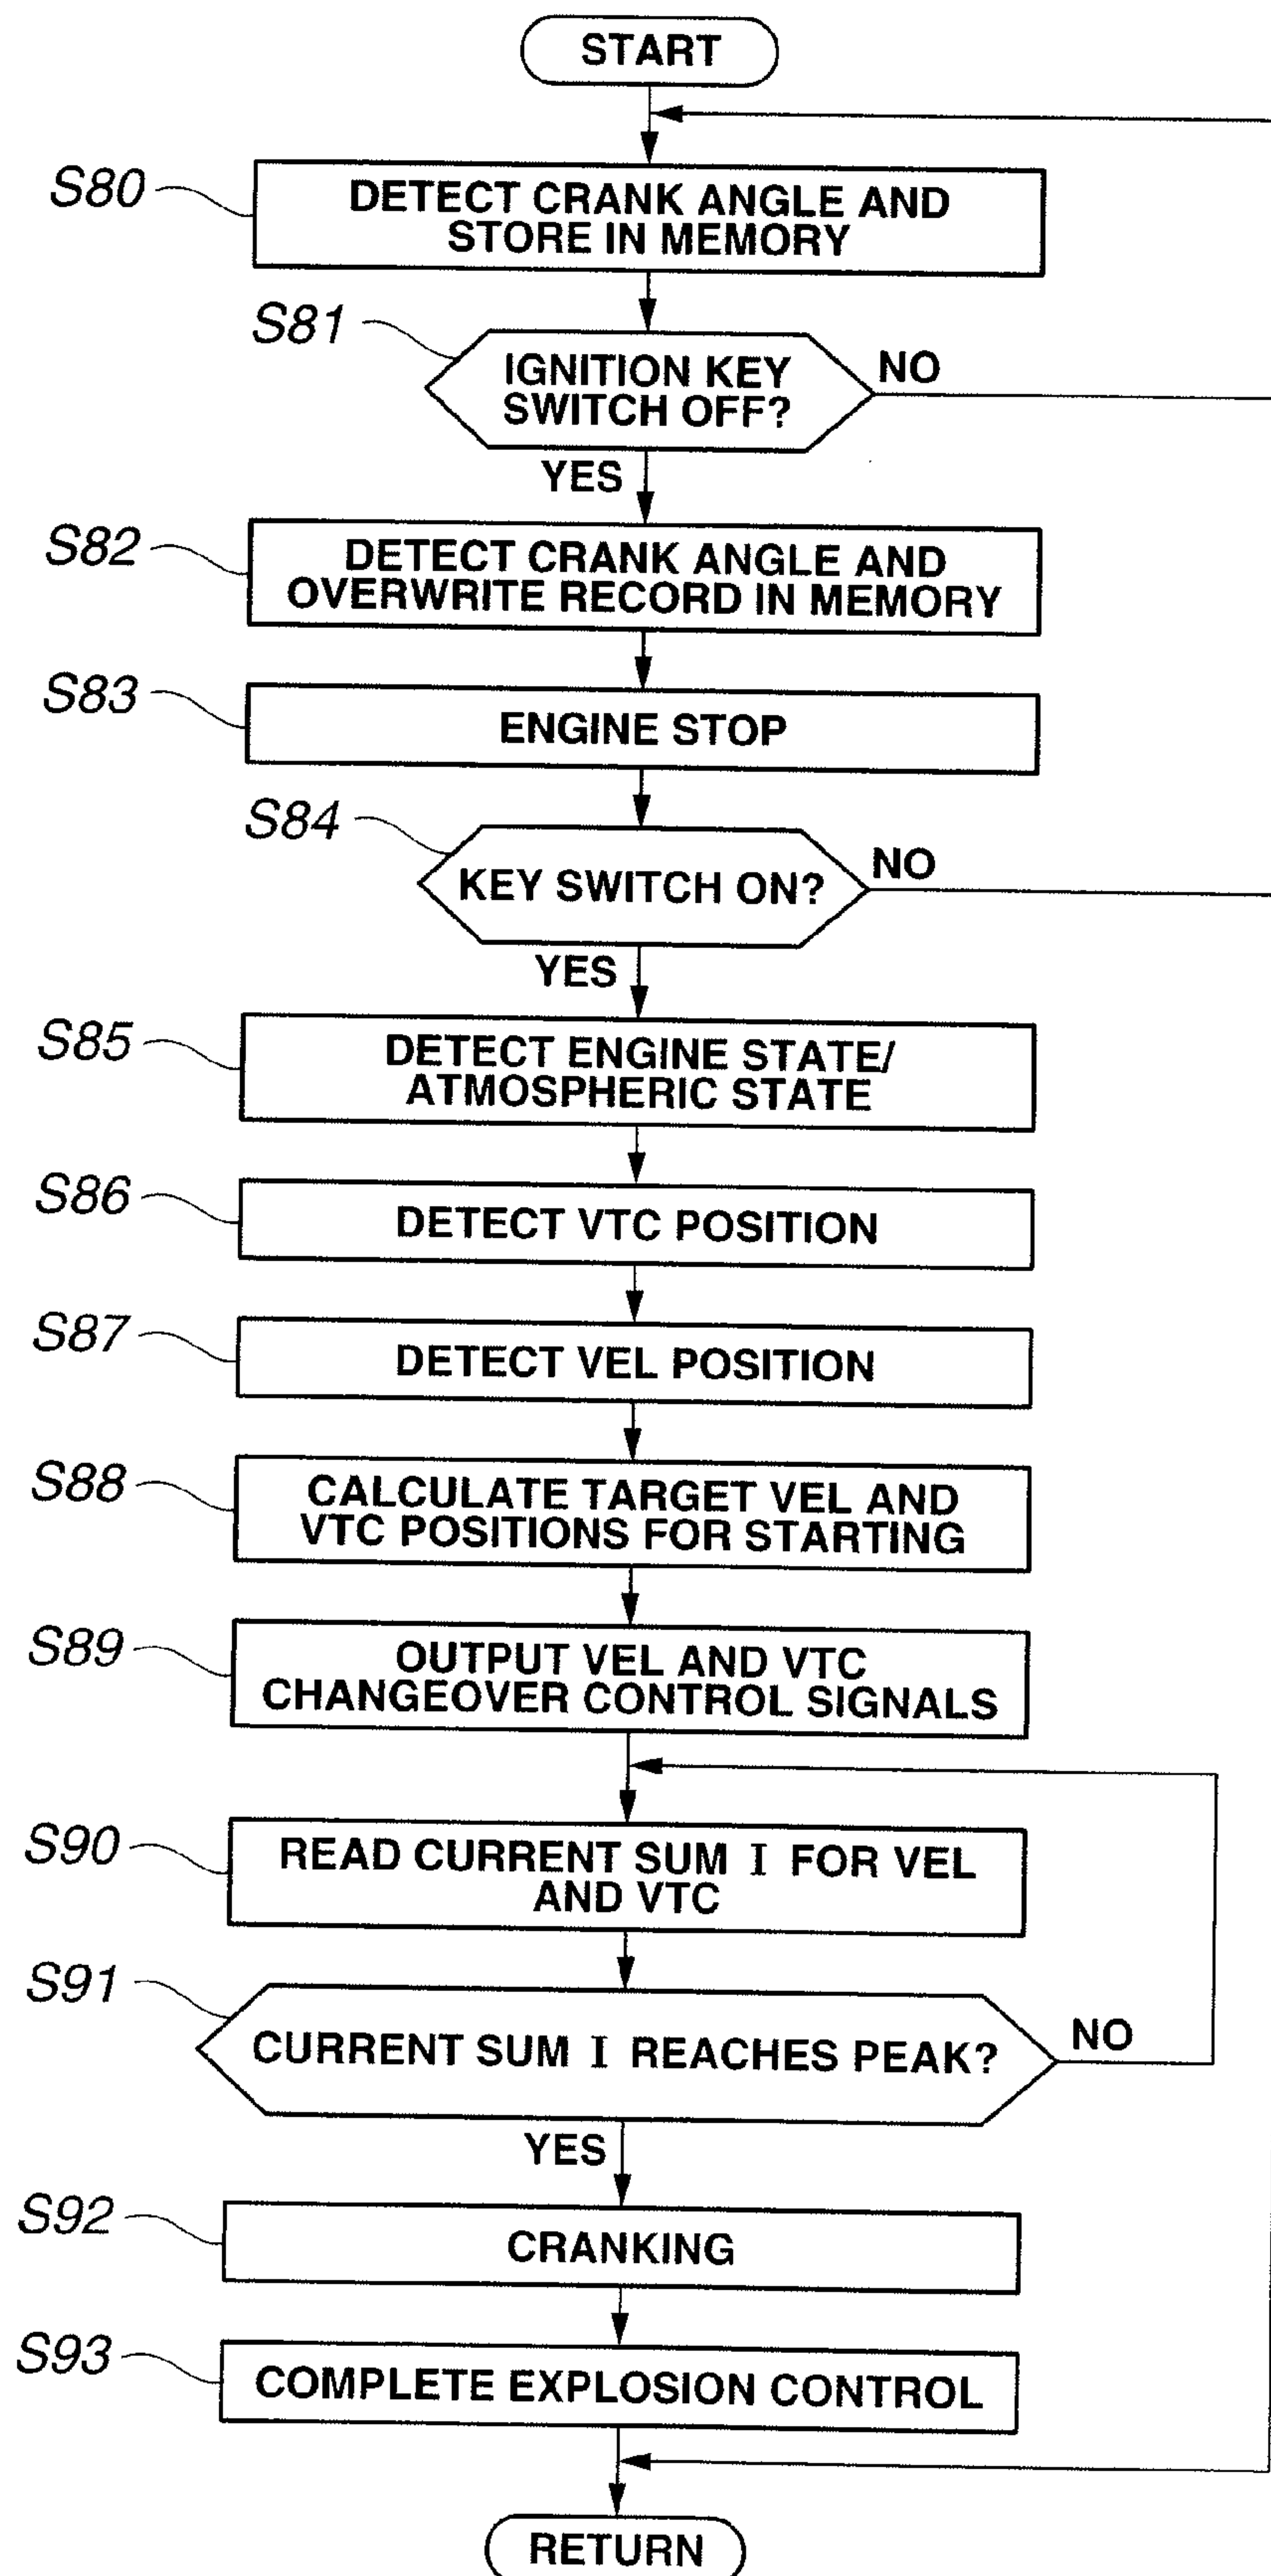 START
S80
DETECT CRANK ANGLE AND
STORE IN MEMORY
S81
IGNITION KEY
SWITCH OFF?
NO
YES
S82
DETECT CRANK ANGLE AND
OVERWRITE RECORD IN MEMORY
S83
ENGINE STOP
S84
KEY SWITCH ON?
NO
YES
S85
DETECT ENGINE STATE/
ATMOSPHERIC STATE
S86
DETECT VTC POSITION
S87
DETECT VEL POSITION
S88
CALCULATE TARGET VEL AND
VTC POSITIONS FOR STARTING
S89
OUTPUT VEL AND VTC
CHANGEOVER CONTROL SIGNALS
S90
READ CURRENT SUM I FOR VEL
AND VTC
S91
CURRENT SUM I REACHES PEAK?
NO
YES
S92
CRANKING
S93
COMPLETE EXPLOSION CONTROL
RETURN